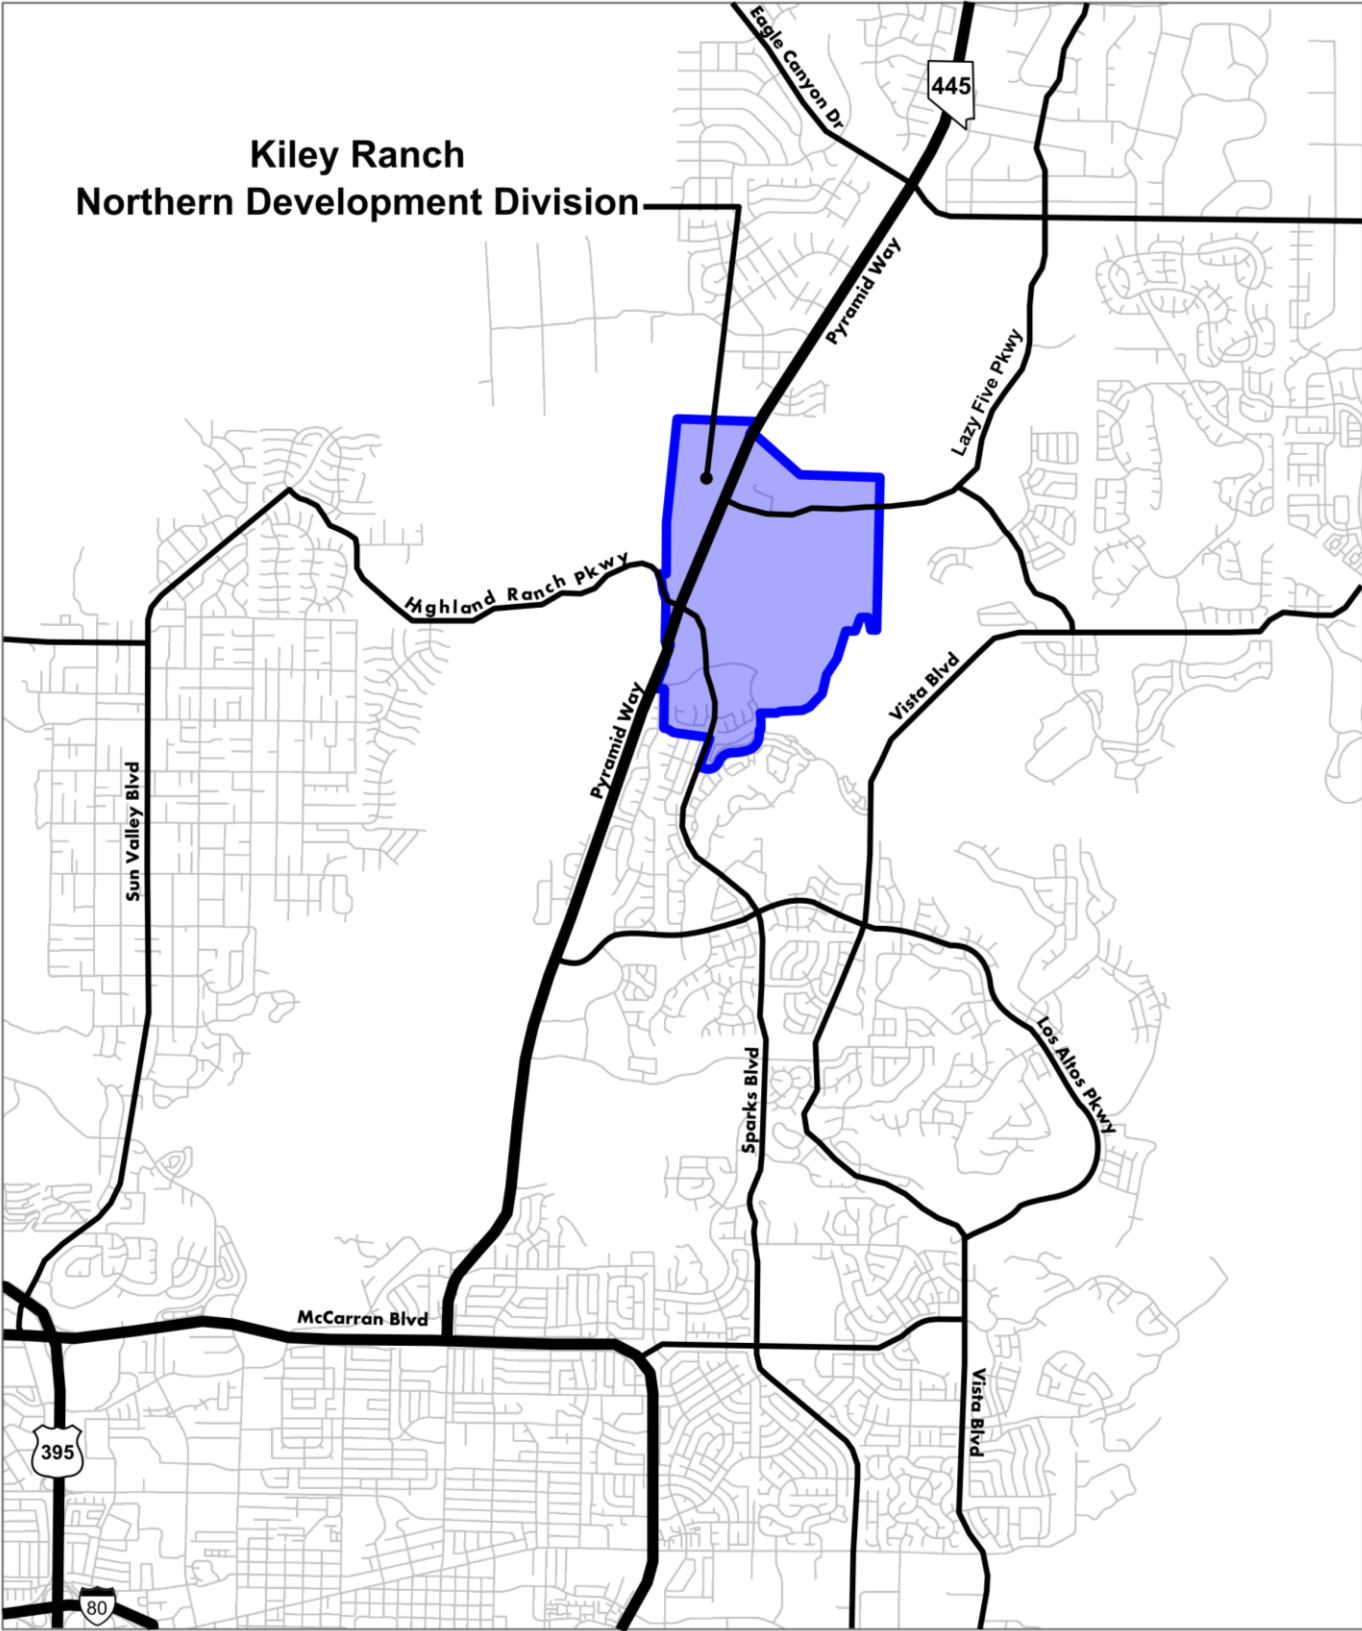 Eagle Canyon Dr
445
Kiley Ranch
Northern Development Division
Pyramid Way
Lazy Five Pkwy
Highland Ranch Pkwy
Vista Blvd
Pyramid Way
Sun Valley Blvd
Los Altos Pkwy
Sparks Blvd
McCarran Blvd
Vista Blvd
395
80